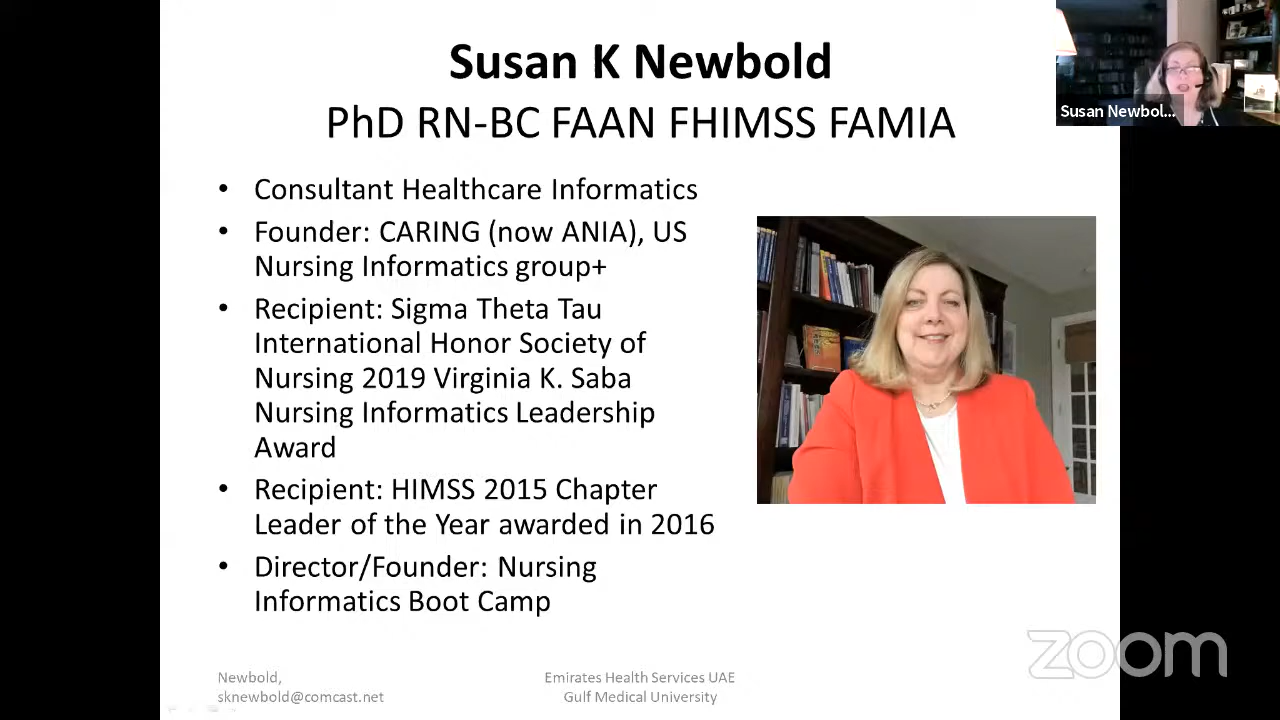 Susan K Newbold
PhD RN-BC FAAN FHIMSS FAMIA
• Consultant Healthcare Informatics
• Founder: CARING (now ANIA), US
Nursing Informatics group+
• Recipient: Sigma Theta Tau
International Honor Society of
Nursing 2019 Virginia K. Saba
Nursing Informatics Leadership
Award
• Recipient: HIMSS 2015 Chapter
Leader of the Year awarded in 2016
• Director/Founder: Nursing
Informatics Boot Camp
Susan Newbol...
Newbold,
sknewbold@comcast.net
Emirates Health Services UAE
Gulf Medical University
zoom